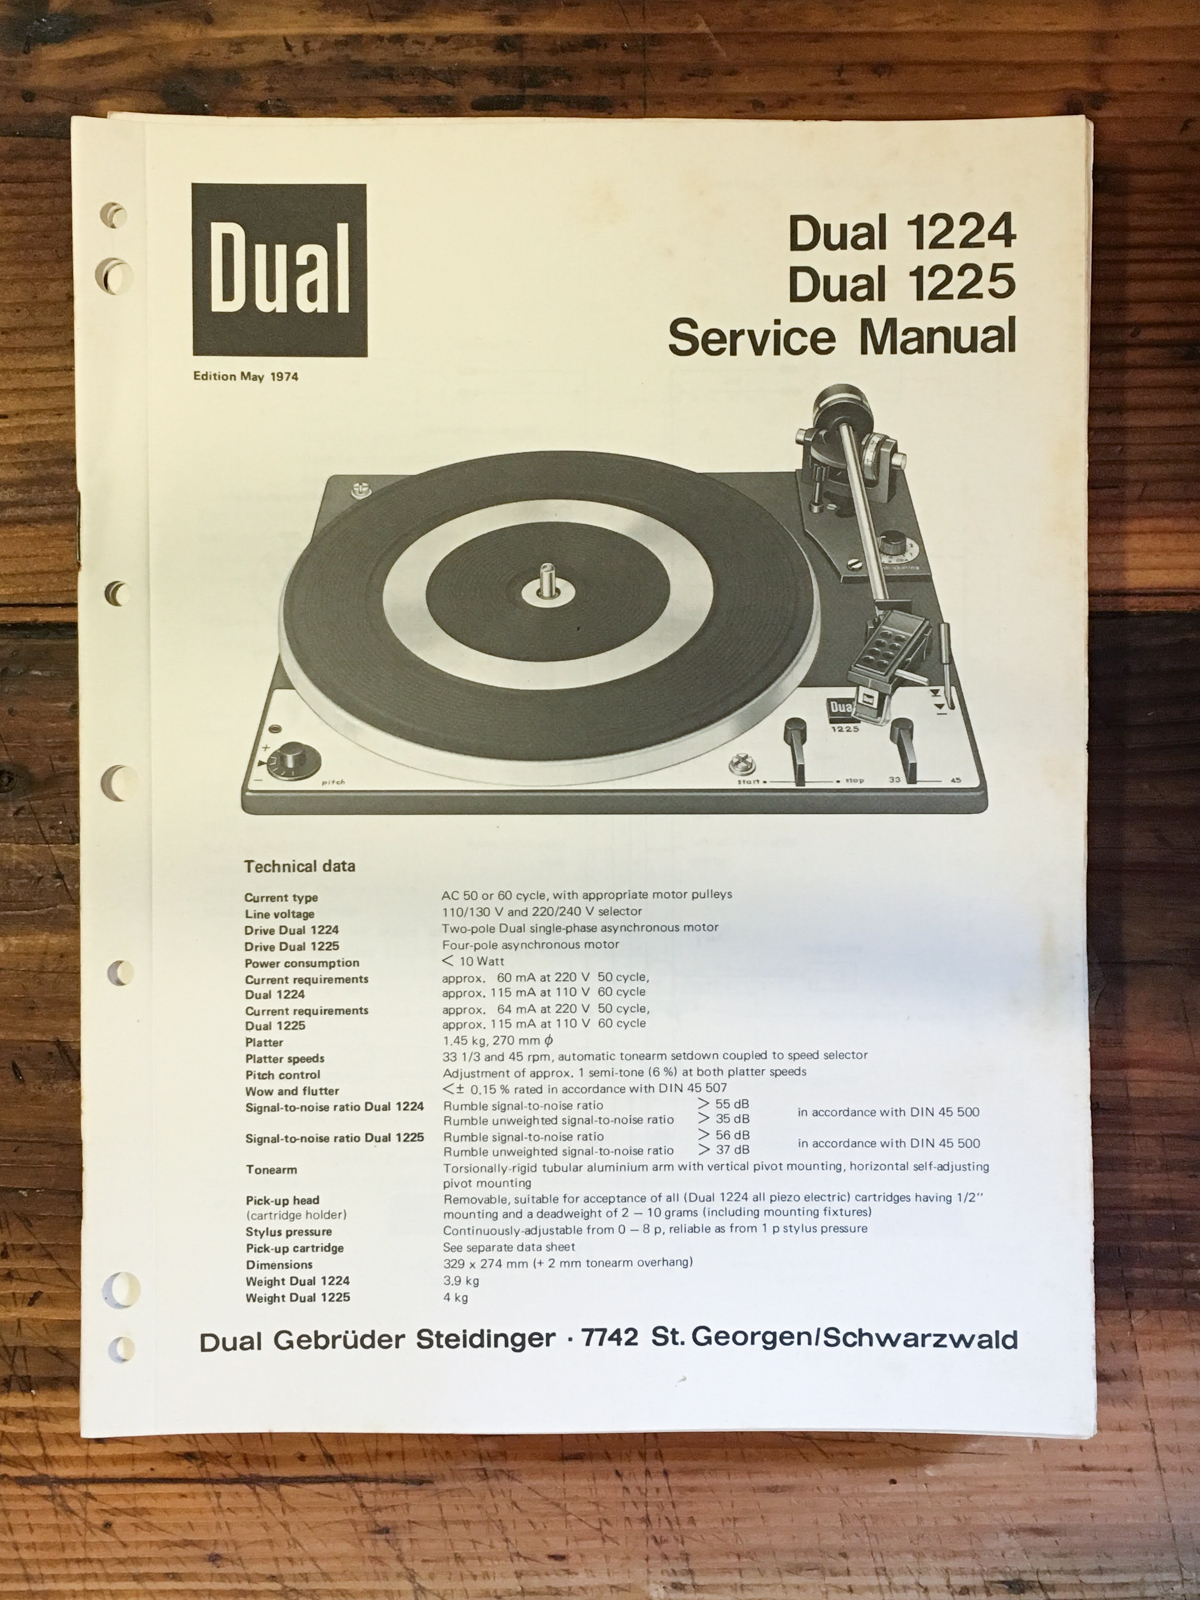 Dual
Dual 1224
Dual 1225
Service Manual
Edition May 1974
Dual
1225
pitch
start
stop
33
45
Technical data
Current type AC 50 or 60 cycle, with appropriate motor pulleys
Line voltage 110/130 V and 220/240 V selector
Drive Dual 1224 Two-pole Dual single-phase asynchronous motor
Drive Dual 1225 Four-pole asynchronous motor
Power consumption < 10 Watt
Current requirements approx. 60 mA at 220 V 50 cycle,
Dual 1224 approx. 115 mA at 110 V 60 cycle
Current requirements approx. 64 mA at 220 V 50 cycle,
Dual 1225 approx. 115 mA at 110 V 60 cycle
Platter 1.45 kg, 270 mm ϕ
Platter speeds 33 1/3 and 45 rpm, automatic tonearm setdown coupled to speed selector
Pitch control Adjustment of approx. 1 semi-tone (6 %) at both platter speeds
Wow and flutter <± 0.15 % rated in accordance with DIN 45 507
Signal-to-noise ratio Dual 1224 Rumble signal-to-noise ratio > 55 dB in accordance with DIN 45 500
Rumble unweighted signal-to-noise ratio > 35 dB
Signal-to-noise ratio Dual 1225 Rumble signal-to-noise ratio > 56 dB in accordance with DIN 45 500
Rumble unweighted signal-to-noise ratio > 37 dB
Tonearm Torsionally-rigid tubular aluminium arm with vertical pivot mounting, horizontal self-adjusting
pivot mounting
Pick-up head Removable, suitable for acceptance of all (Dual 1224 all piezo electric) cartridges having 1/2"
(cartridge holder) mounting and a deadweight of 2 – 10 grams (including mounting fixtures)
Stylus pressure Continuously-adjustable from 0 – 8 p, reliable as from 1 p stylus pressure
Pick-up cartridge See separate data sheet
Dimensions 329 x 274 mm (+ 2 mm tonearm overhang)
Weight Dual 1224 3.9 kg
Weight Dual 1225 4 kg
Dual Gebrüder Steidinger · 7742 St. Georgen/Schwarzwald